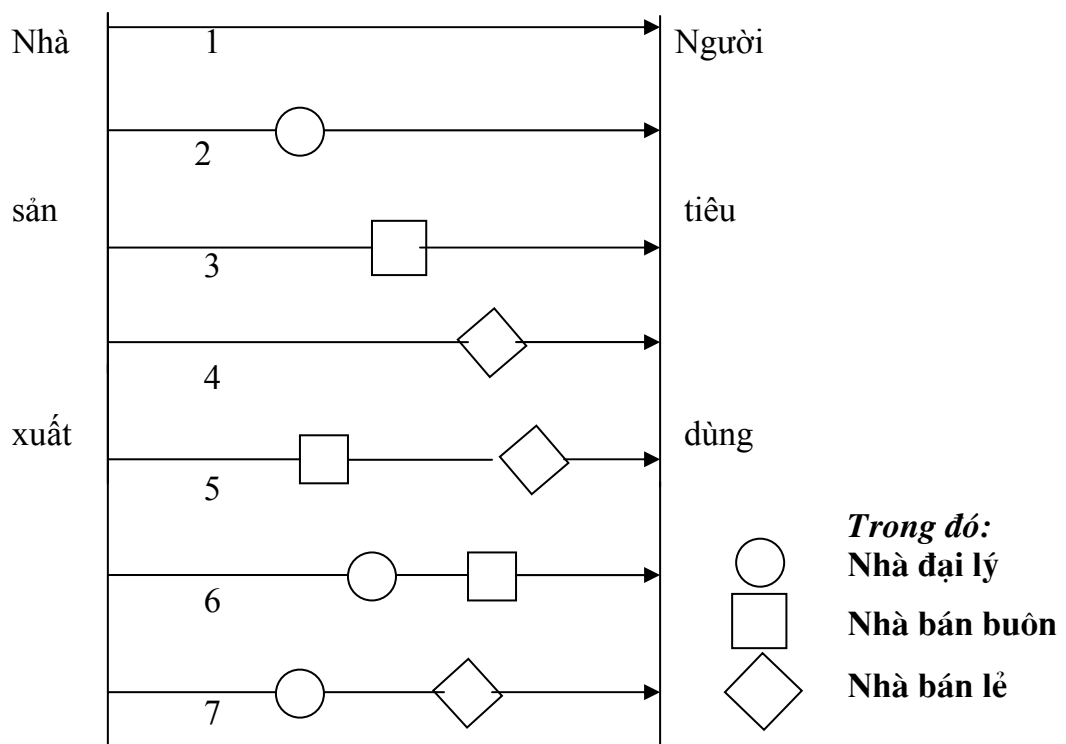 Nhà 1 Người
2
sản tiêu
3
4
xuất dùng
5
Trong đó:
Nhà đại lý
6
Nhà bán buôn
Nhà bán lẻ
7